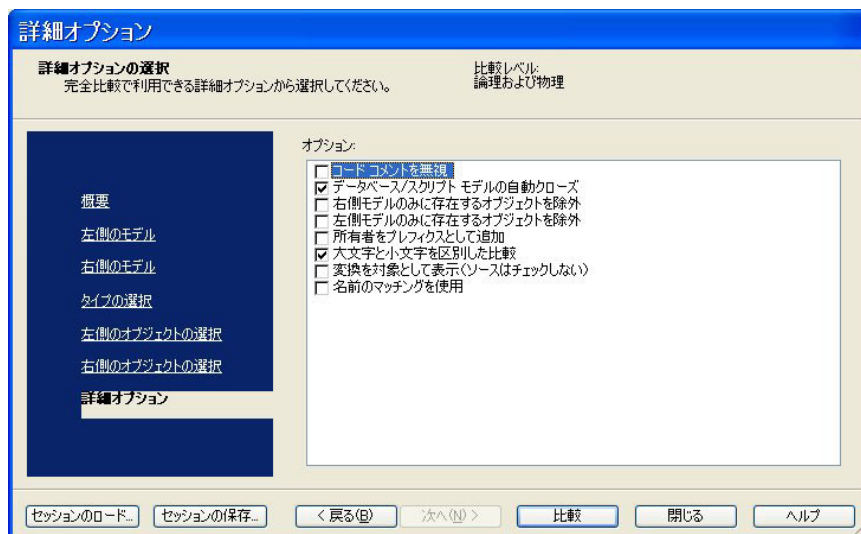 詳細オプション
詳細オプションの選択
完全比較で利用できる詳細オプションから選択してください。
比較レベル:
論理および物理
概要
左側のモデル
右側のモデル
タイプの選択
左側のオブジェクトの選択
右側のオブジェクトの選択
詳細オプション
オプション:
コード コメントを無視
データベース/スクリプト モデルの自動クローズ
右側モデルのみに存在するオブジェクトを除外
左側モデルのみに存在するオブジェクトを除外
所有者をプレフィクスとして追加
大文字と小文字を区別した比較
変換を対象として表示(ソースはチェックしない)
名前のマッチングを使用
セッションのロード...
セッションの保存...
< 戻る(B)
次へ(N) >
比較
閉じる
ヘルプ